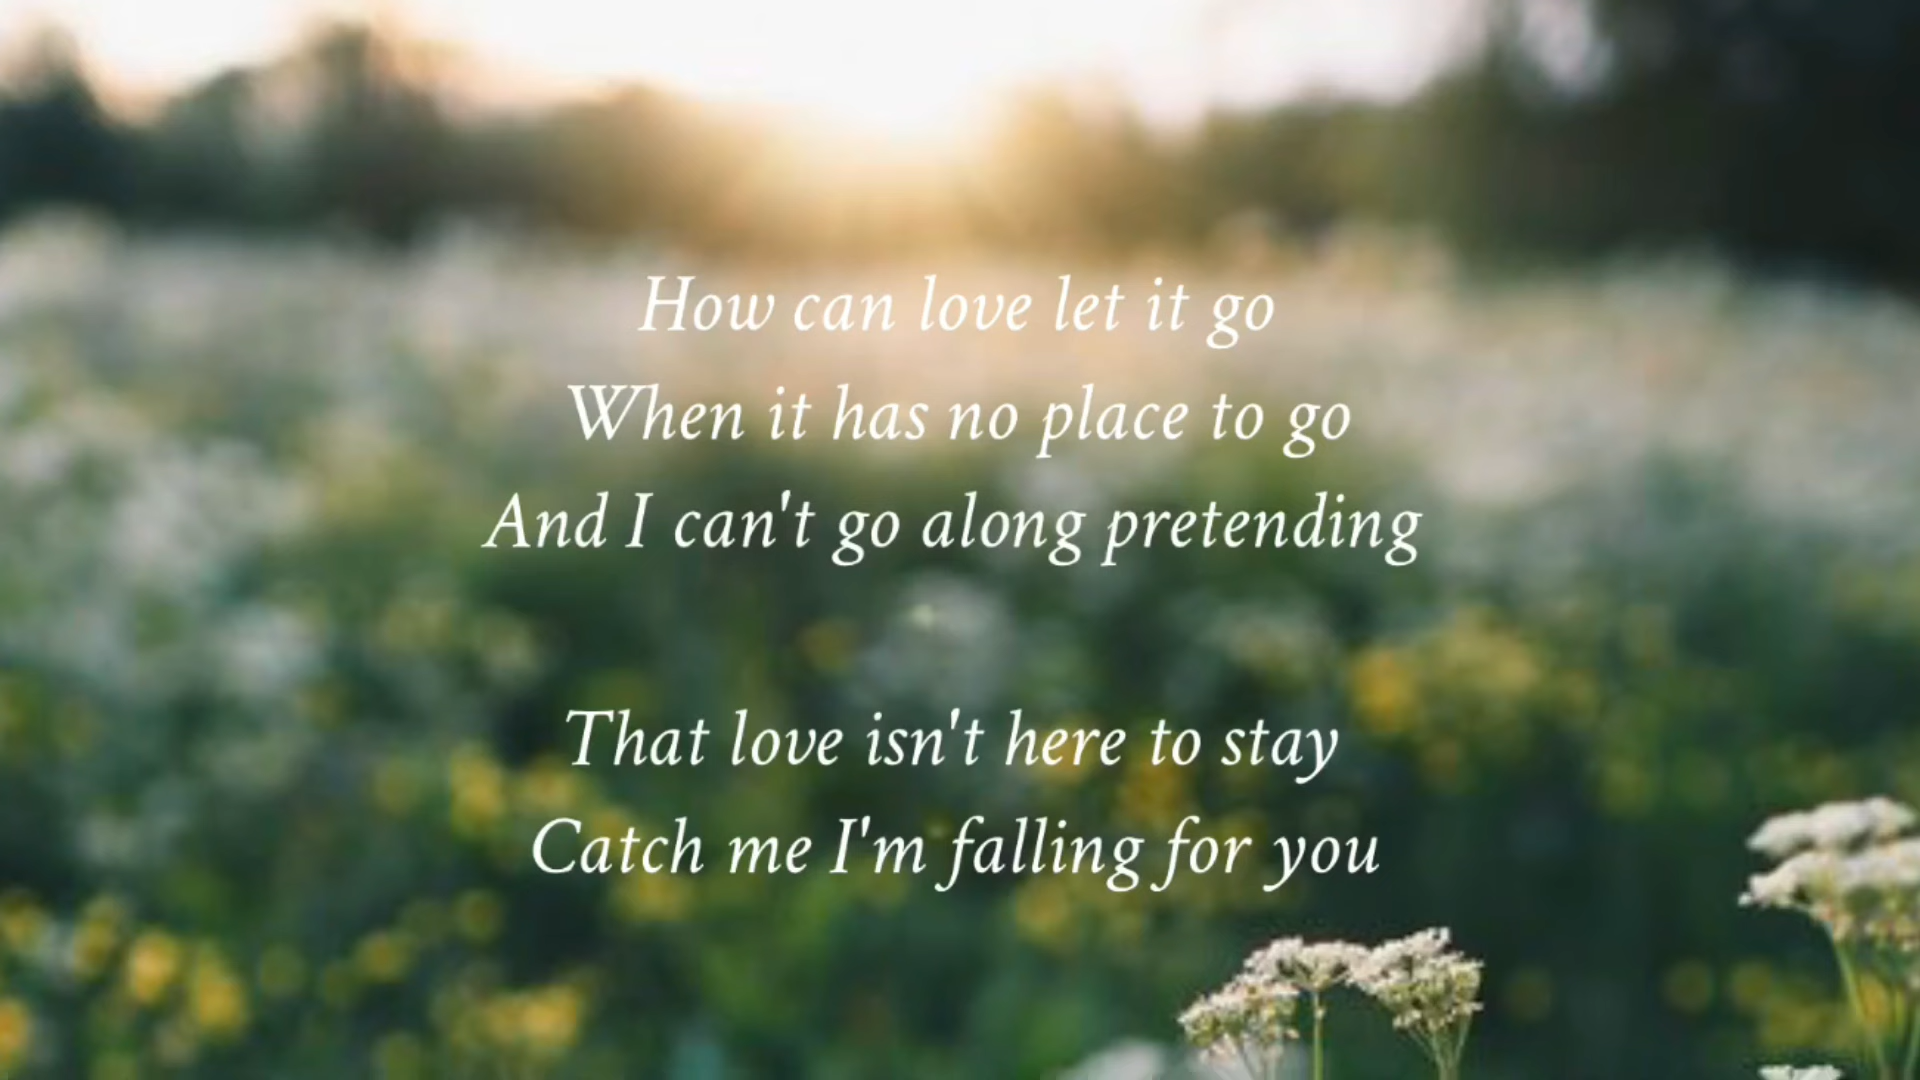 How can love let it go
When it has no place to go
And I can't go along pretending
That love isn't here to stay
Catch me I'm falling for you